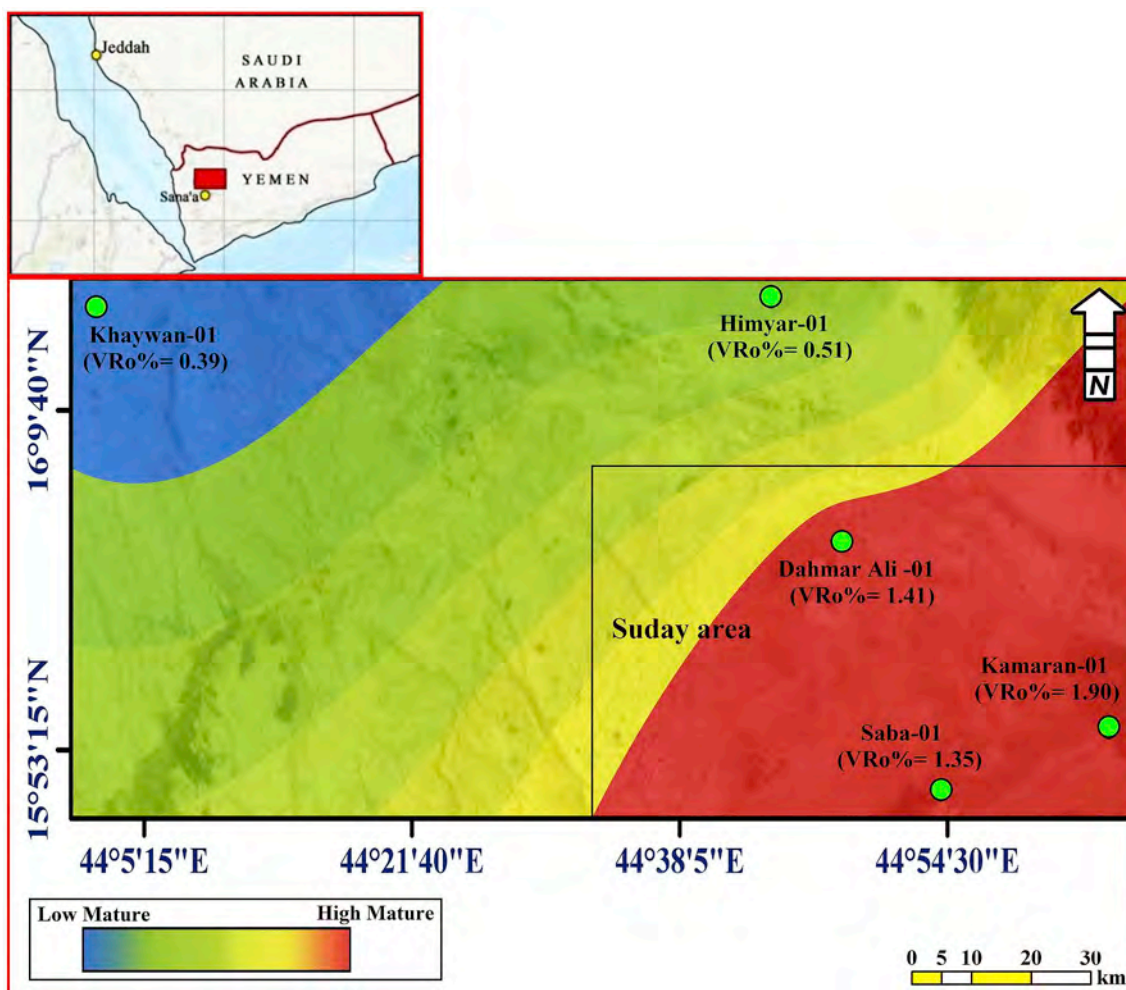 Jeddah
SAUDI
ARABIA
YEMEN
Sana'a
Khaywan-01
(VRo%= 0.39)
Himyar-01
(VRo%= 0.51)
N
16°9'40"N
Dahmar Ali -01
(VRo%= 1.41)
Suday area
Kamaran-01
(VRo%= 1.90)
Saba-01
(VRo%= 1.35)
15°53'15"N
44°5'15"E 44°21'40"E 44°38'5"E 44°54'30"E
Low Mature High Mature
0 5 10 20 30
km